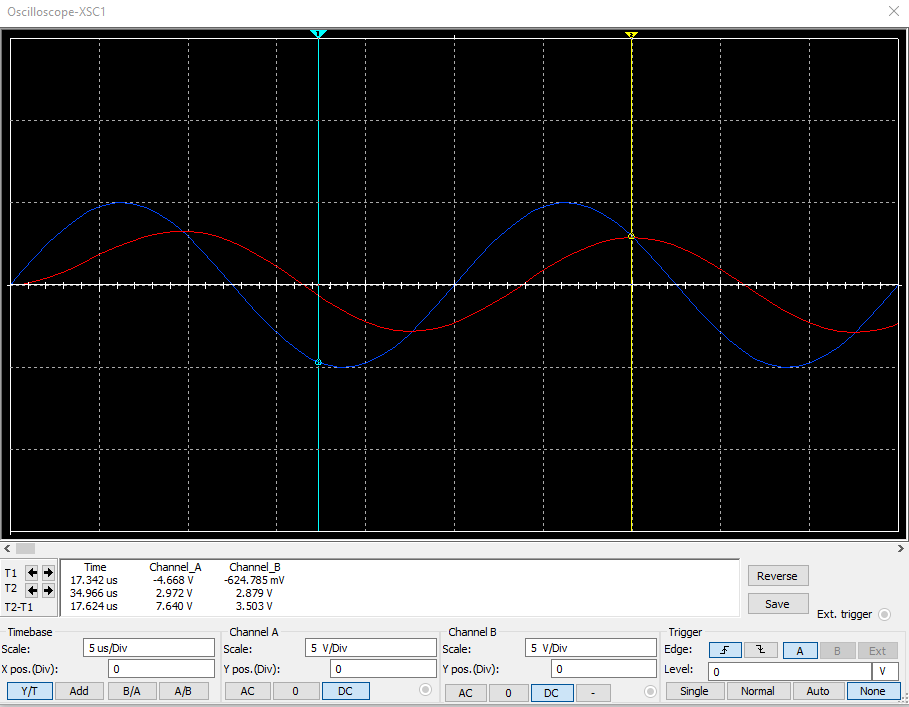 Oscilloscope-XSC1
1
2
T1
T2
T2-T1
Time Channel_A Channel_B
17.342 us -4.668 V -624.785 mV
34.966 us 2.972 V 2.879 V
17.624 us 7.640 V 3.503 V
Reverse
Save
Ext. trigger
Timebase
Scale: 5 us/Div
X pos.(Div): 0
Y/T Add B/A A/B
Channel A
Scale: 5 V/Div
Y pos.(Div): 0
AC 0 DC
Channel B
Scale: 5 V/Div
Y pos.(Div): 0
AC 0 DC -
Trigger
Edge: A B Ext
Level: 0 V
Single Normal Auto None